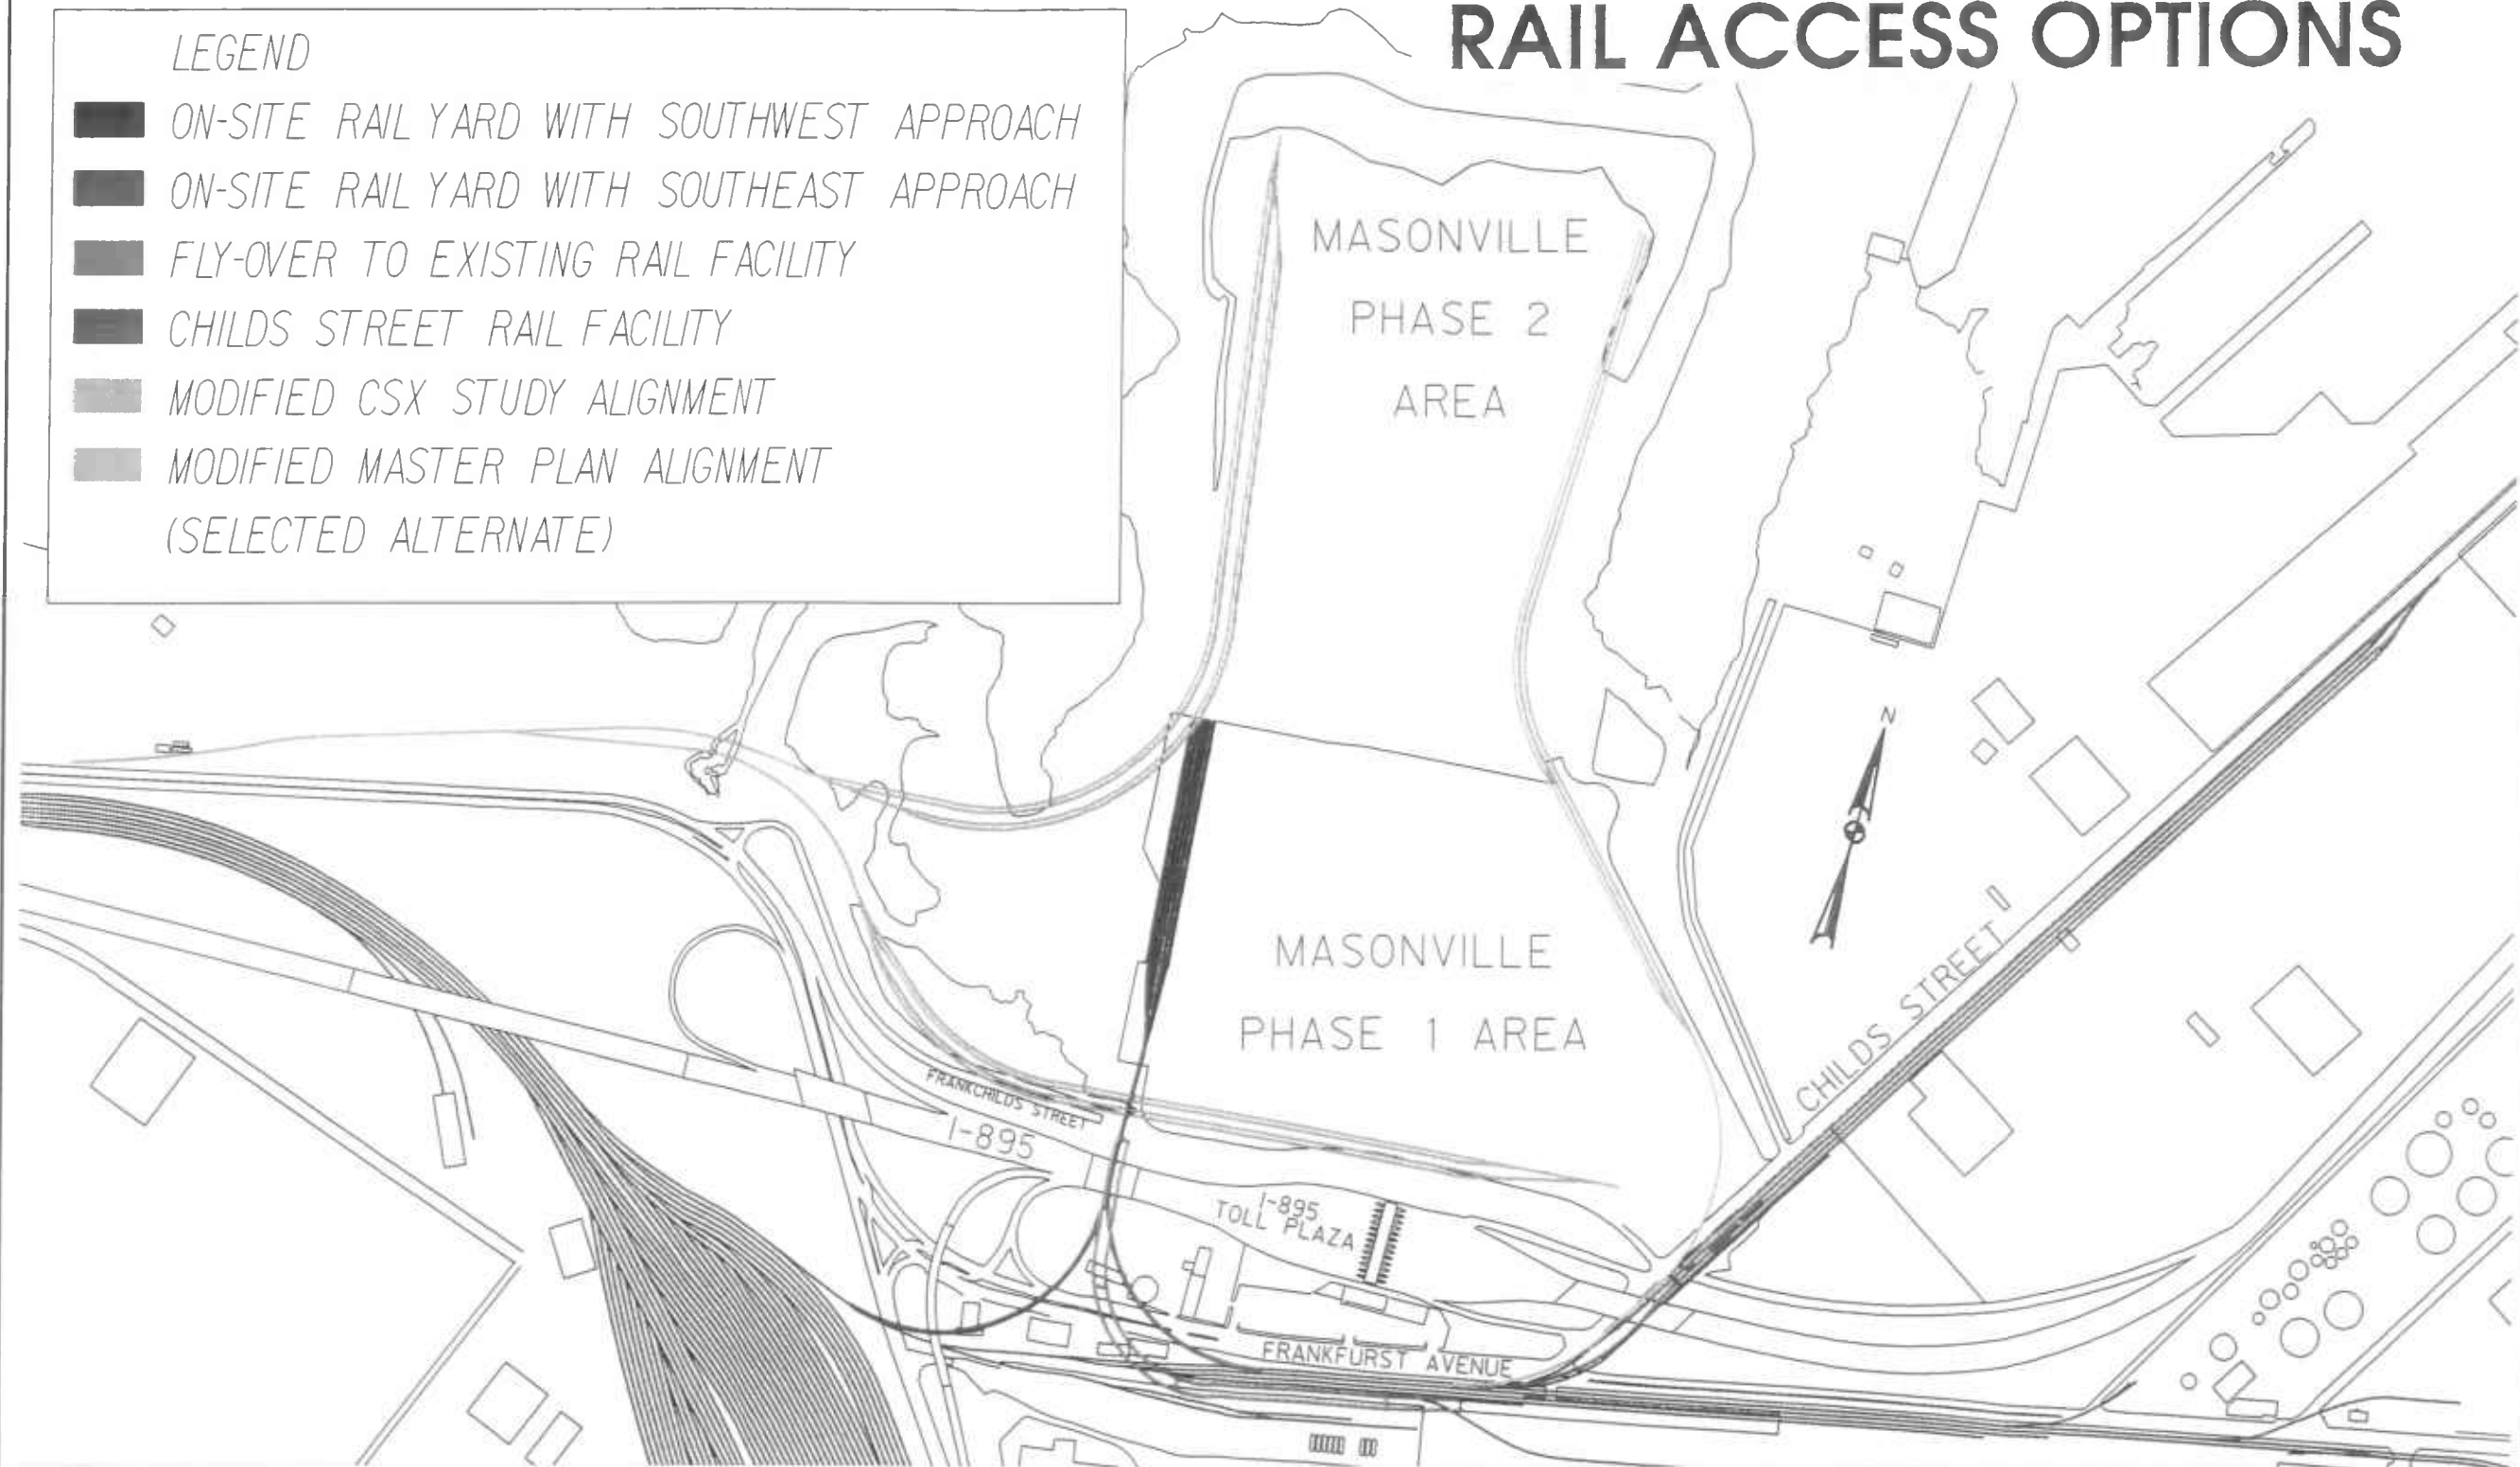 RAIL ACCESS OPTIONS
LEGEND
ON-SITE RAIL YARD WITH SOUTHWEST APPROACH
ON-SITE RAIL YARD WITH SOUTHEAST APPROACH
FLY-OVER TO EXISTING RAIL FACILITY
CHILDS STREET RAIL FACILITY
MODIFIED CSX STUDY ALIGNMENT
MODIFIED MASTER PLAN ALIGNMENT
(SELECTED ALTERNATE)
MASONVILLE
PHASE 2
AREA
N
MASONVILLE
PHASE 1 AREA
CHILDS STREET
FRANKCHILDS STREET
I-895
I-895
TOLL PLAZA
FRANKFURST AVENUE